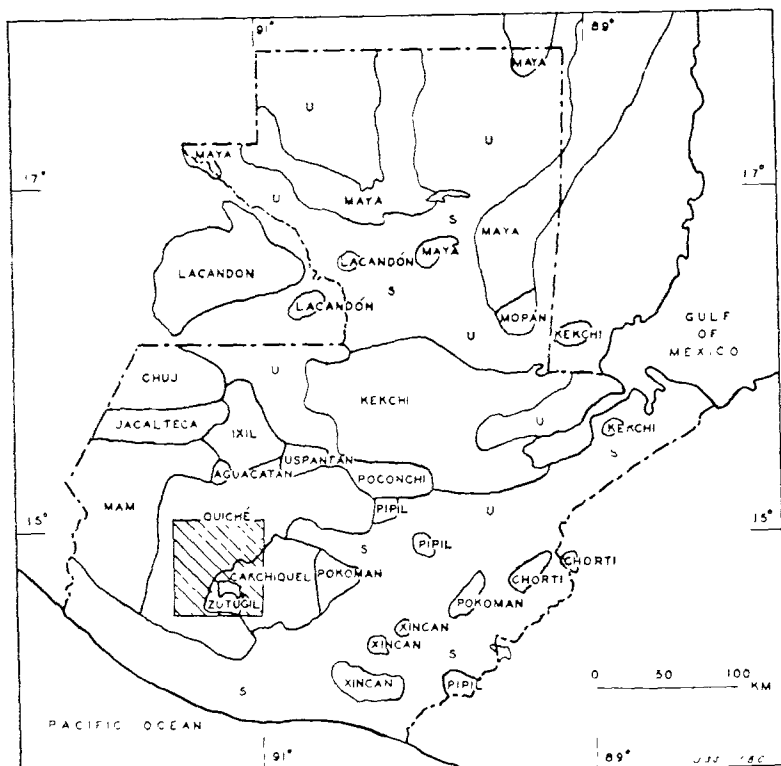 91°
89°
MAYA
U
U
MAYA
17°
17°
U
MAYA
S
MAYA
LACANDÓN
MAYA
LACANDON
?
S
LACANDÓN
MOPÁN
GULF
OF
MEXICO
U
KEKCHI
CHUJ
U
KEKCHI
JACALTECA
IXIL
U
KEKCHI
USPANTÁN
S
AGUACATAN
POCONCHI
MAM
PIPIL
U
QUICHÉ
15°
15°
S
PIPIL
CHORTI
CAKCHIQUEL
POKOMAN
CHORTI
ZUTUGIL
POKOMAN
XINCAN
XINCAN
S
XINCAN
PIPIL
0 50 100
KM
S
PACIFIC OCEAN
91°
89°